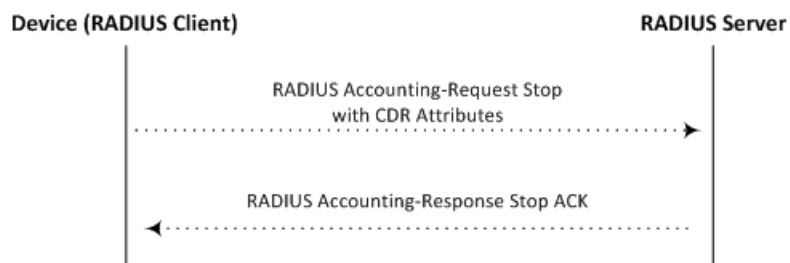 Device (RADIUS Client)
RADIUS Server
RADIUS Accounting-Request Stop
with CDR Attributes
RADIUS Accounting-Response Stop ACK